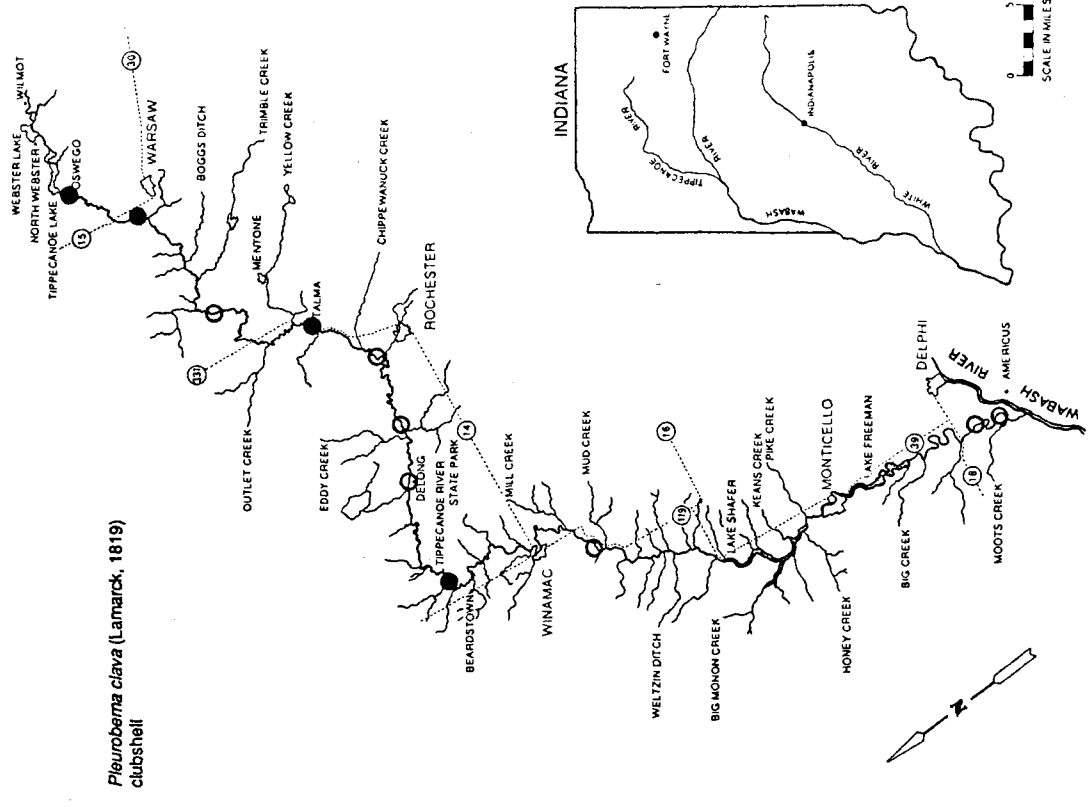 Pleurobema clava (Lamarck, 1819)
clubshell
WEBSTER LAKE
WILMOT
NORTH WEBSTER
OSWEGO
TIPPECANOE LAKE
15
30
WARSAW
BOGGS DITCH
TRIMBLE CREEK
YELLOW CREEK
MENTONE
331
TALMA
OUTLET CREEK
CHIPPEWANUCK CREEK
ROCHESTER
EDDY CREEK
DELONG
TIPPECANOE RIVER
STATE PARK
14
MILL CREEK
BEARDSTOWN
WINAMAC
MUD CREEK
16
119
WELTZIN DITCH
LAKE SHAFER
KEANS CREEK
PIKE CREEK
BIG MONON CREEK
MONTICELLO
HONEY CREEK
LAKE FREEMAN
39
BIG CREEK
DELPHI
18
MOOTS CREEK
AMERICUS
WABASH
RIVER
N
INDIANA
FORT WAYNE
TIPPECANOE
RIVER
WABASH
RIVER
INDIANAPOLIS
WHITE
RIVER
0
5
SCALE IN MILES